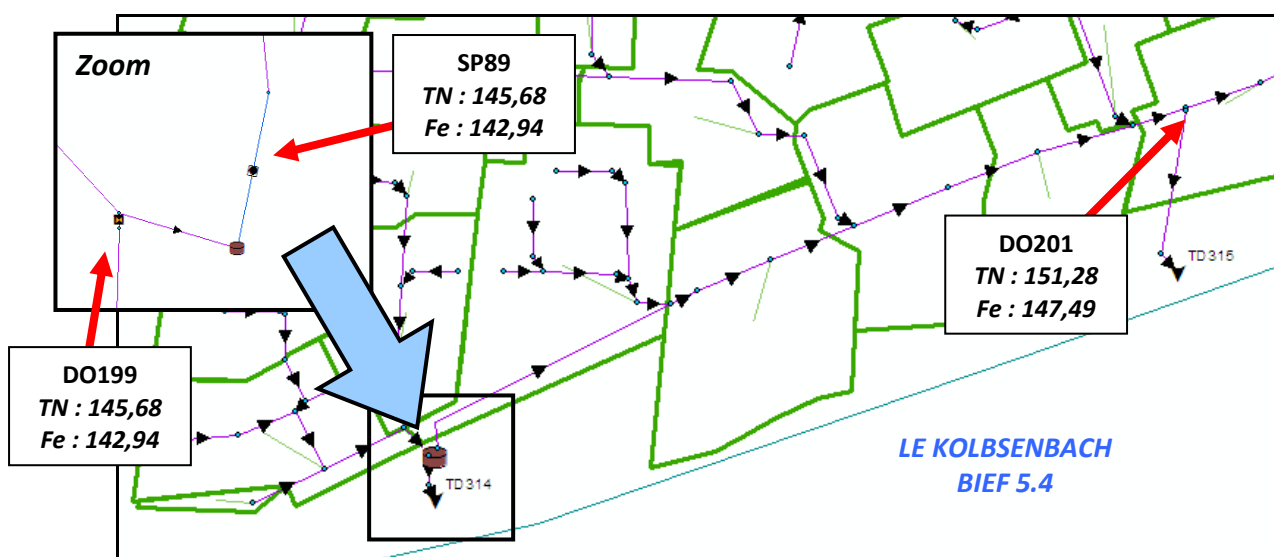 Zoom
SP89
TN : 145,68
Fe : 142,94
DO201
TN : 151,28
Fe : 147,49
TD315
DO199
TN : 145,68
Fe : 142,94
TD314
LE KOLBSENBACH
BIEF 5.4